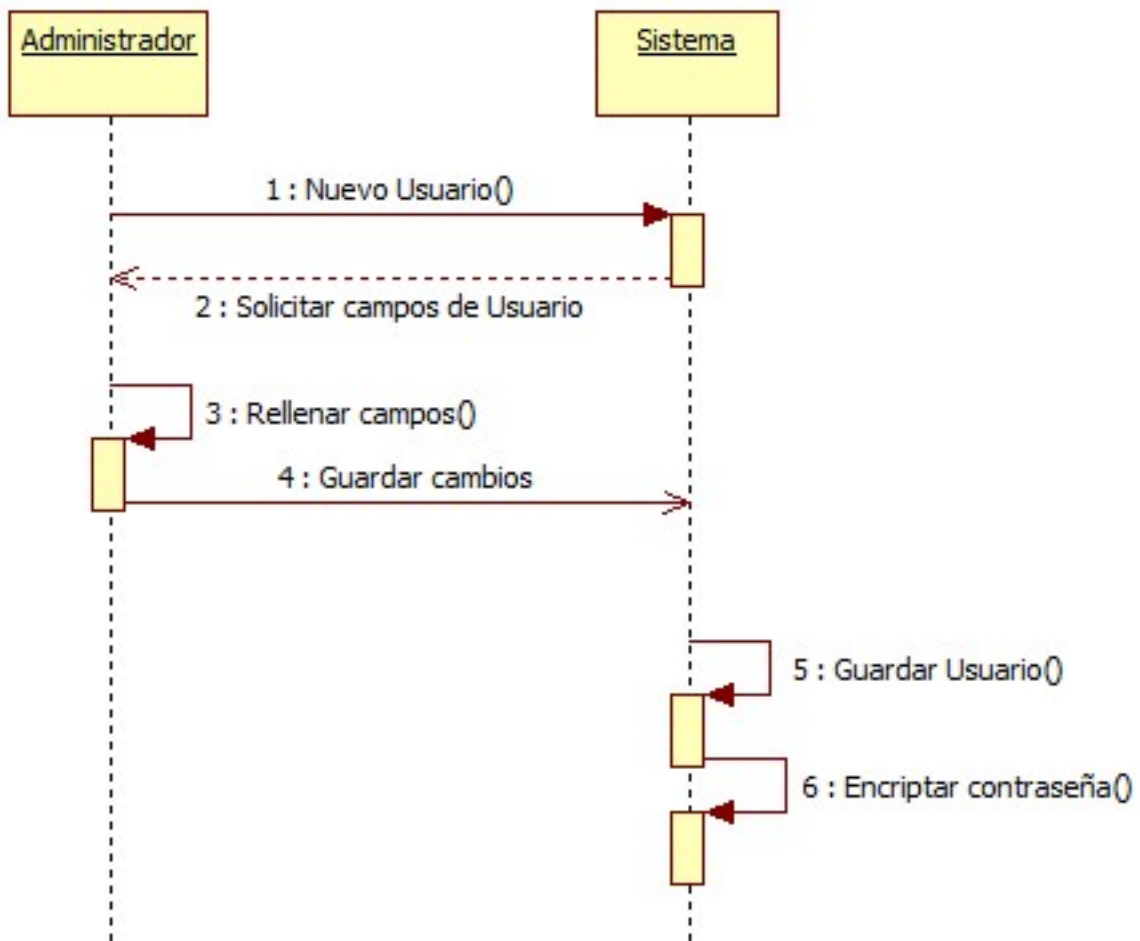 Administrador
Sistema
1 : Nuevo Usuario()
2 : Solicitar campos de Usuario
3 : Rellenar campos()
4 : Guardar cambios
5 : Guardar Usuario()
6 : Encriptar contraseña()